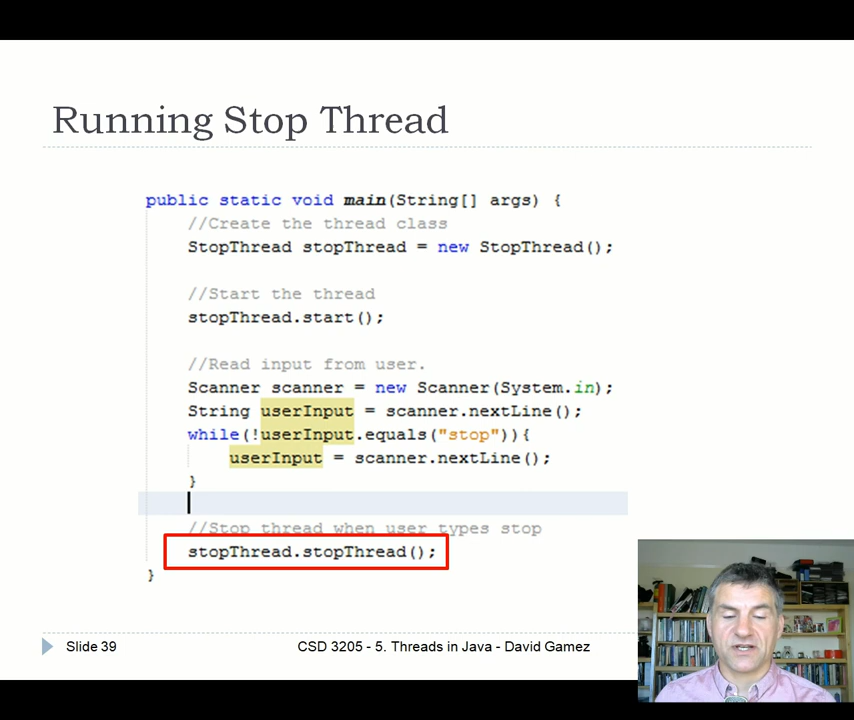 Running Stop Thread
public static void main(String[] args) {
//Create the thread class
StopThread stopThread = new StopThread();
//Start the thread
stopThread.start();
//Read input from user.
Scanner scanner = new Scanner(System.in);
String userInput = scanner.nextLine();
while(!userInput.equals("stop")){
userInput = scanner.nextLine();
}
//Stop thread when user types stop
stopThread.stopThread();
}
Slide 39
CSD 3205 - 5. Threads in Java - David Gamez